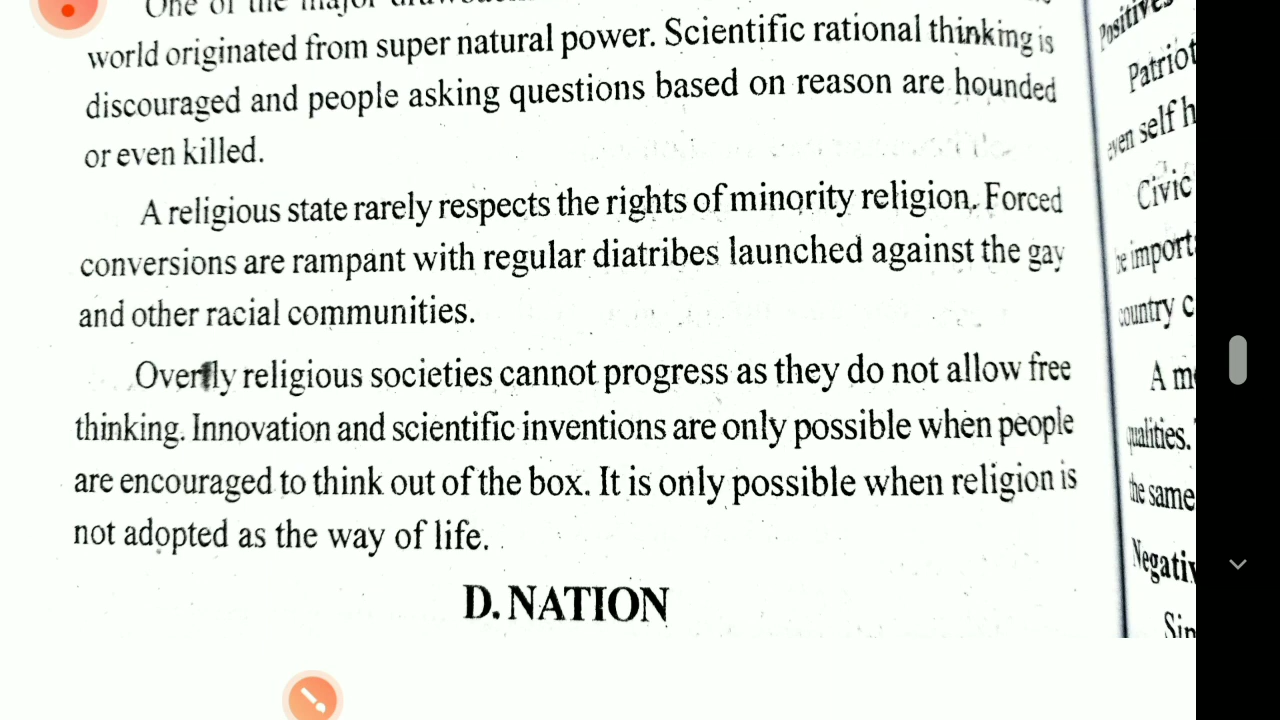 One of the major
world originated from super natural power. Scientific rational thinking is
discouraged and people asking questions based on reason are hounded
or even killed.
A religious state rarely respects the rights of minority religion. Forced
conversions are rampant with regular diatribes launched against the gay
and other racial communities.
Overtly religious societies cannot progress as they do not allow free
thinking. Innovation and scientific inventions are only possible when people
are encouraged to think out of the box. It is only possible when religion is
not adopted as the way of life.
D. NATION
Positives
Patriot
even self h
Civic
be import
country c
A m
qualities.
the same
Negativ
Sin